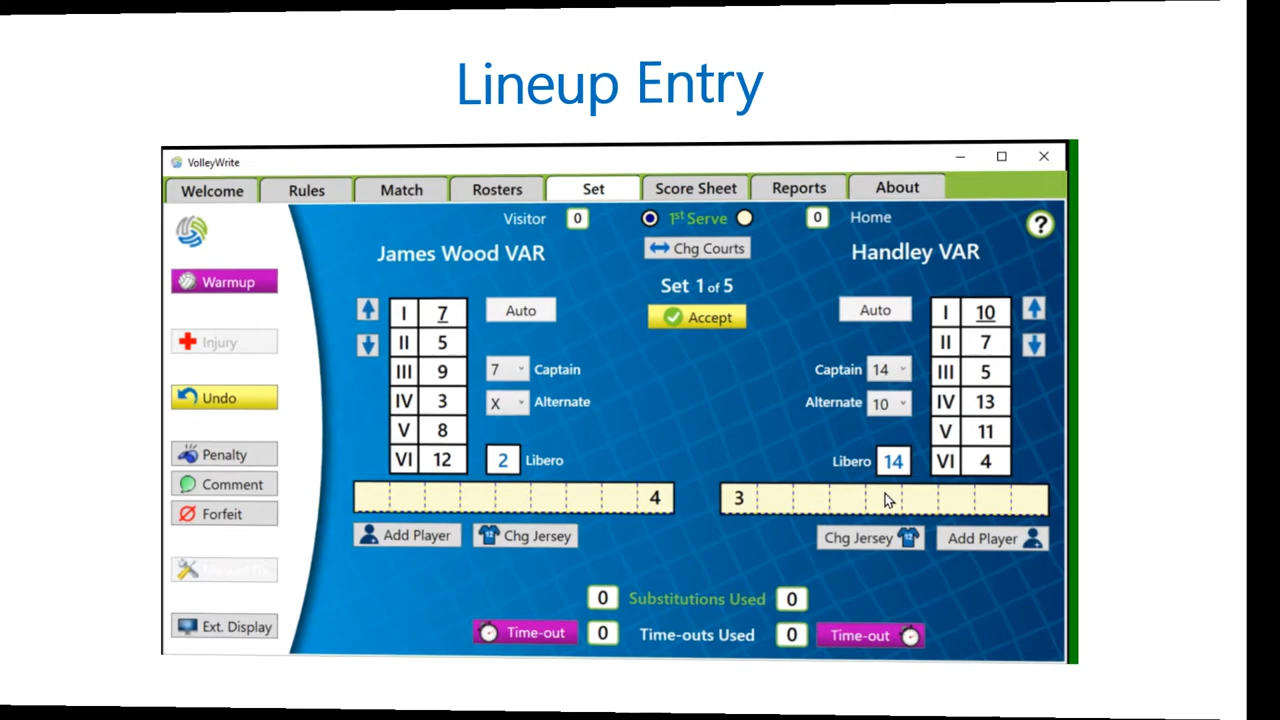 Lineup Entry
VolleyWrite
Welcome Rules Match Rosters Set Score Sheet Reports About
Visitor 0 1st Serve 0 Home ?
James Wood VAR Chg Courts Handley VAR
Warmup
Set 1 of 5
I 7 Auto Accept Auto I 10
Injury II 5 II 7
III 9 7 Captain Captain 14 III 5
Undo IV 3 X Alternate Alternate 10 IV 13
V 8 V 11
Penalty VI 12 2 Libero Libero 14 VI 4
Comment
4 3
Forfeit
Add Player Chg Jersey Chg Jersey Add Player
0 Substitutions Used 0
Ext. Display Time-out 0 Time-outs Used 0 Time-out